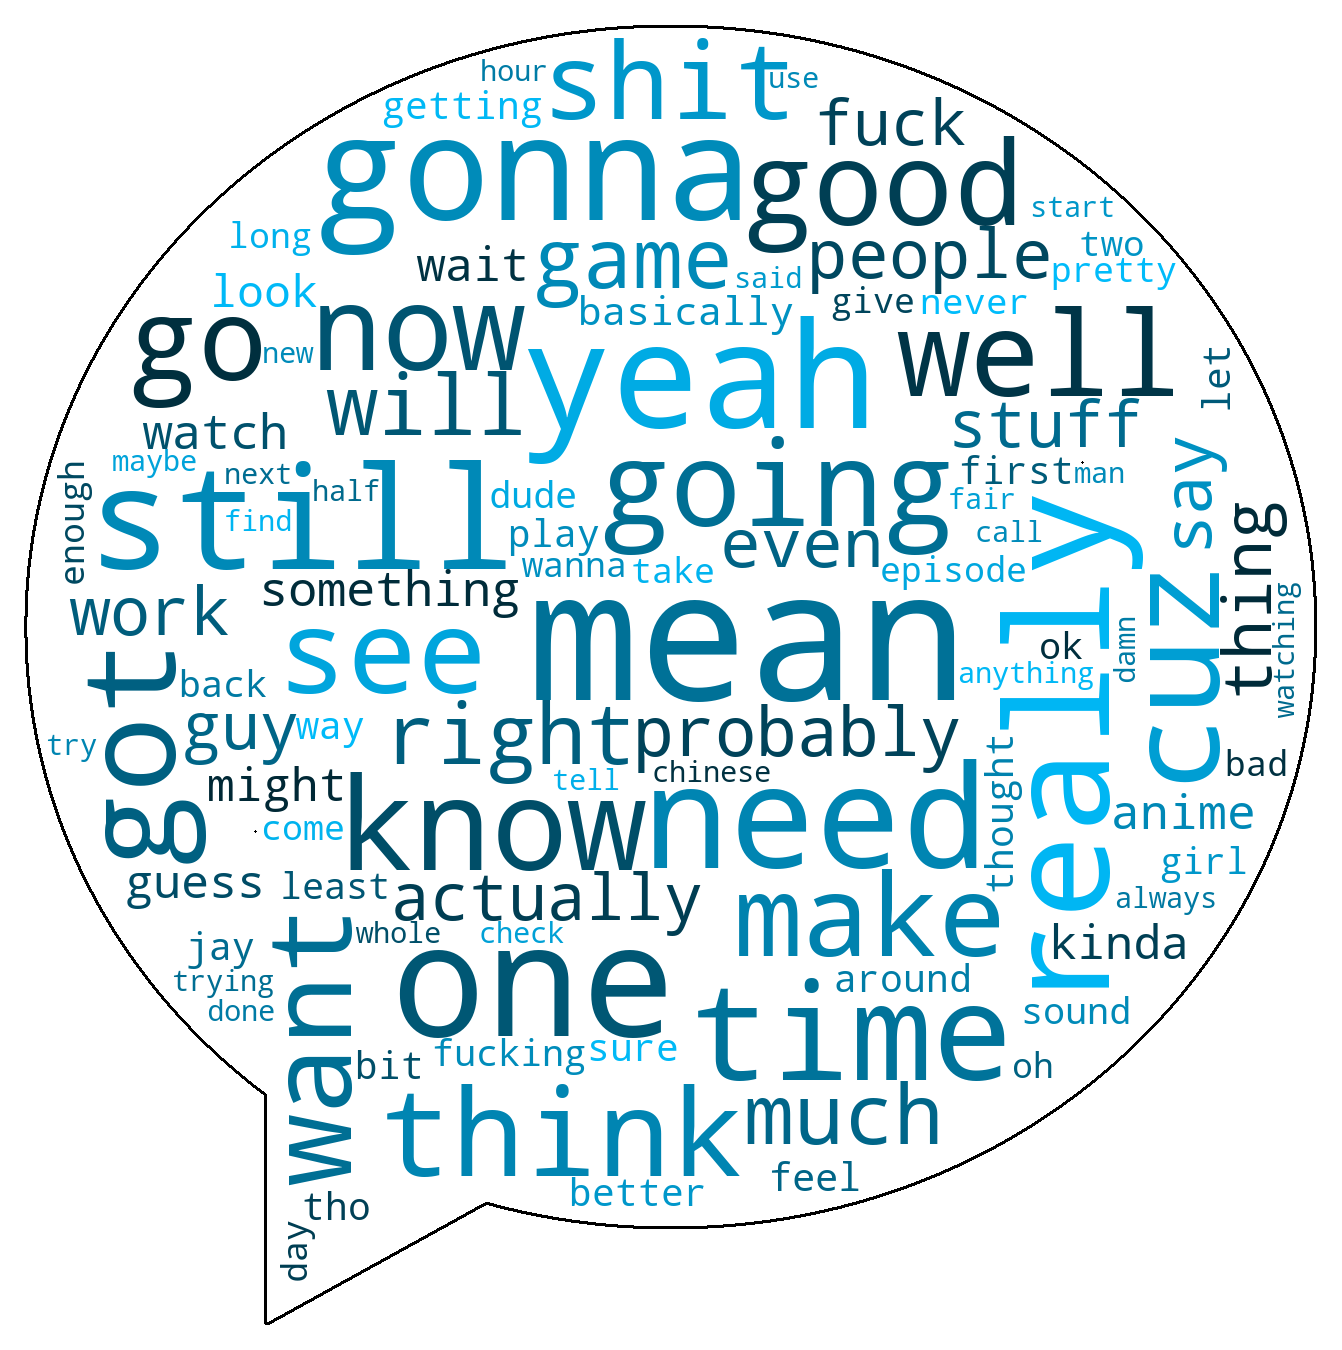 shit
hour
use
getting
fuck
gonna
good
start
long
two
wait
game
people
said
pretty
look
basically
give
never
go
now
new
yeah
well
let
will
stuff
watch
maybe
next
half
still
dude
going
first
man
say
enough
find
fair
play
call
even
wanna
take
episode
something
work
mean
really
cuz
thing
watching
see
ok
damn
anything
back
got
guy
way
right
probably
try
might
tell
chinese
bad
come
know
need
thought
anime
girl
guess
least
actually
make
always
jay
want
whole
check
one
kinda
trying
done
around
time
sound
bit
fucking
sure
oh
think
much
feel
better
tho
day